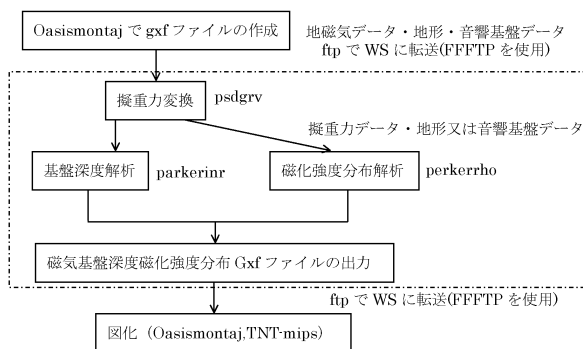 Oasismontaj で gxf ファイルの作成
地磁気データ・地形・音響基盤データ
ftp で WS に転送(FFFTP を使用)
擬重力変換
psdgrv
擬重力データ・地形又は音響基盤データ
基盤深度解析
parkerinr
磁化強度分布解析
perkerrho
磁気基盤深度磁化強度分布 Gxf ファイルの出力
ftp で WS に転送(FFFTP を使用)
図化（Oasismontaj,TNT-mips）